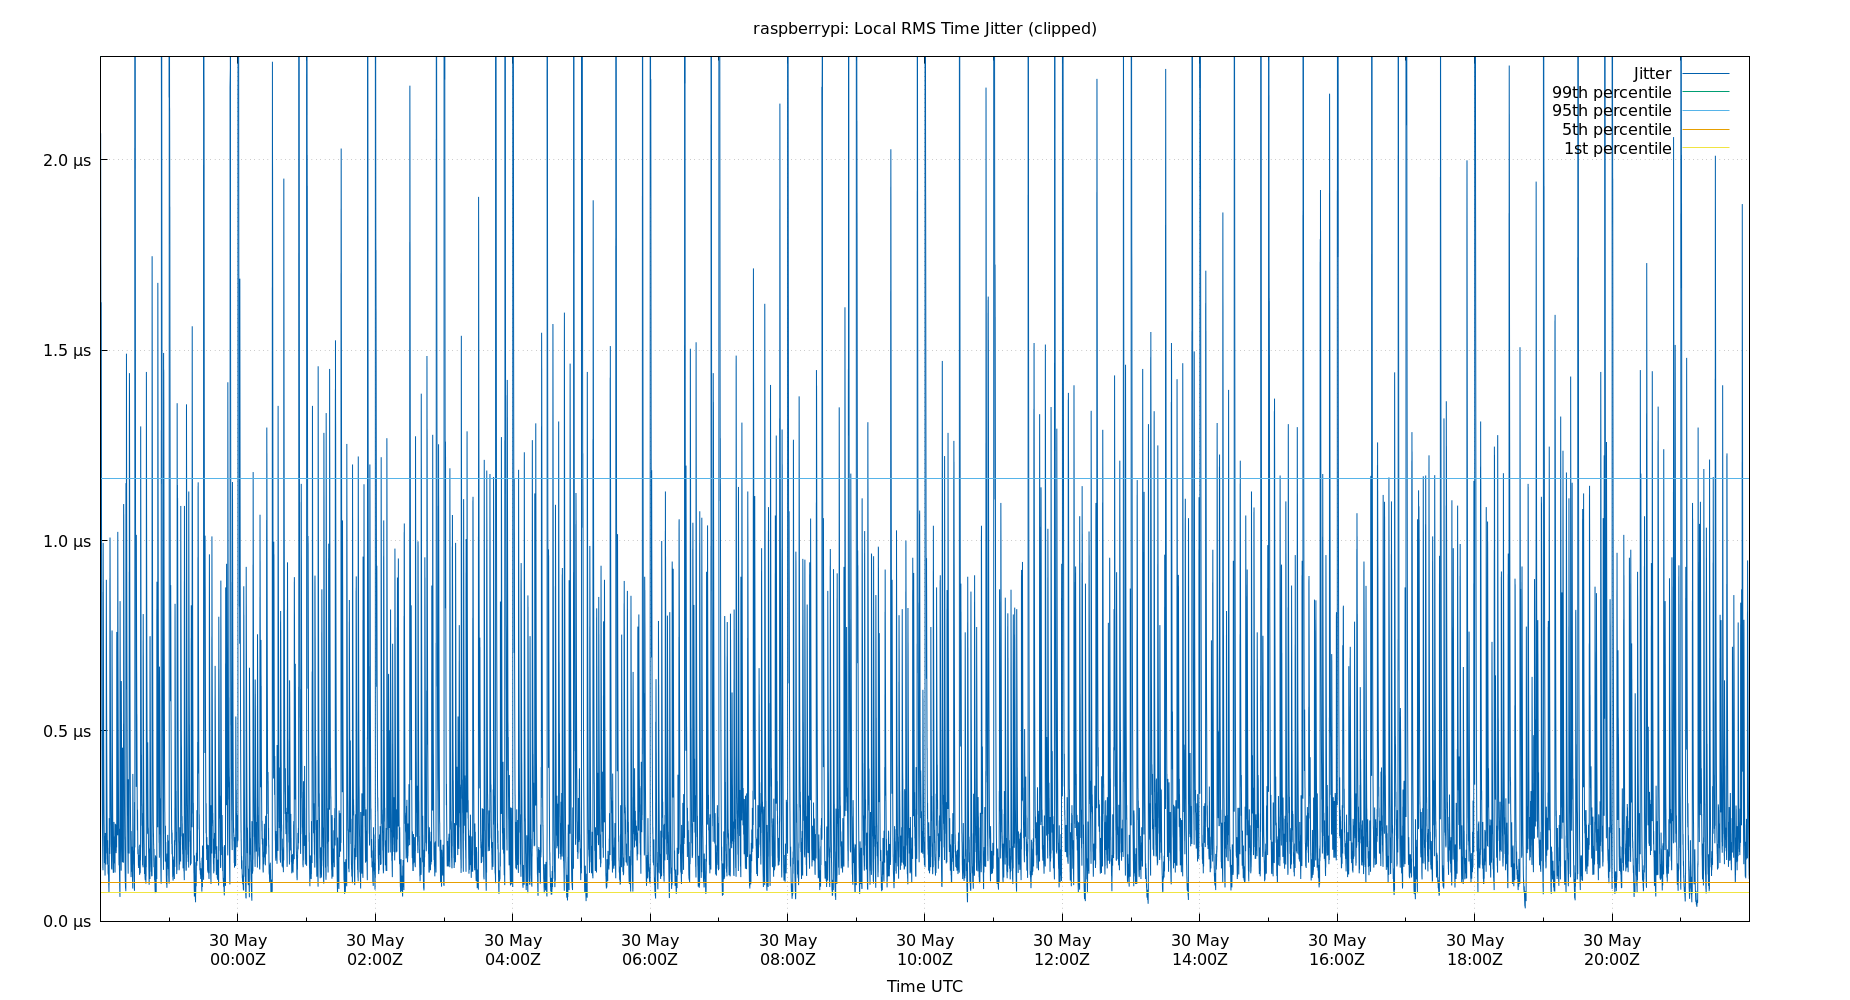 raspberrypi: Local RMS Time Jitter (clipped)
Jitter
99th percentile
95th percentile
5th percentile
1st percentile
2.0 µs
1.5 µs
1.0 µs
0.5 µs
0.0 µs
30 May 30 May 30 May 30 May 30 May 30 May 30 May 30 May 30 May 30 May 30 May
00:00Z 02:00Z 04:00Z 06:00Z 08:00Z 10:00Z 12:00Z 14:00Z 16:00Z 18:00Z 20:00Z
Time UTC